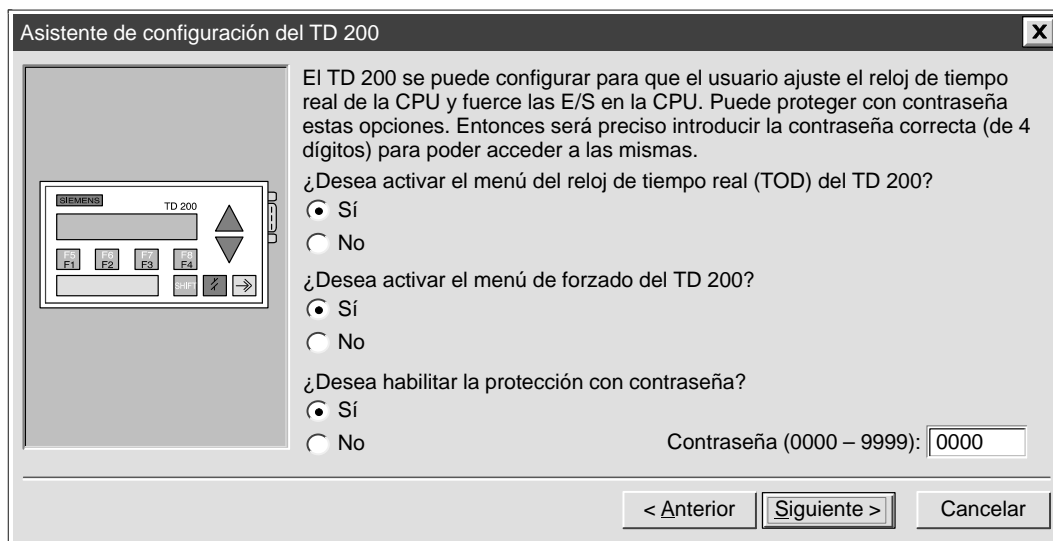 Asistente de configuración del TD 200
X
El TD 200 se puede configurar para que el usuario ajuste el reloj de tiempo
real de la CPU y fuerce las E/S en la CPU. Puede proteger con contraseña
estas opciones. Entonces será preciso introducir la contraseña correcta (de 4
dígitos) para poder acceder a las mismas.
SIEMENS
TD 200
F5 F6 F7 F8
F1 F2 F3 F4
SHIFT
¿Desea activar el menú del reloj de tiempo real (TOD) del TD 200?
Sí
No
¿Desea activar el menú de forzado del TD 200?
Sí
No
¿Desea habilitar la protección con contraseña?
Sí
No
Contraseña (0000 – 9999): 0000
< Anterior Siguiente > Cancelar